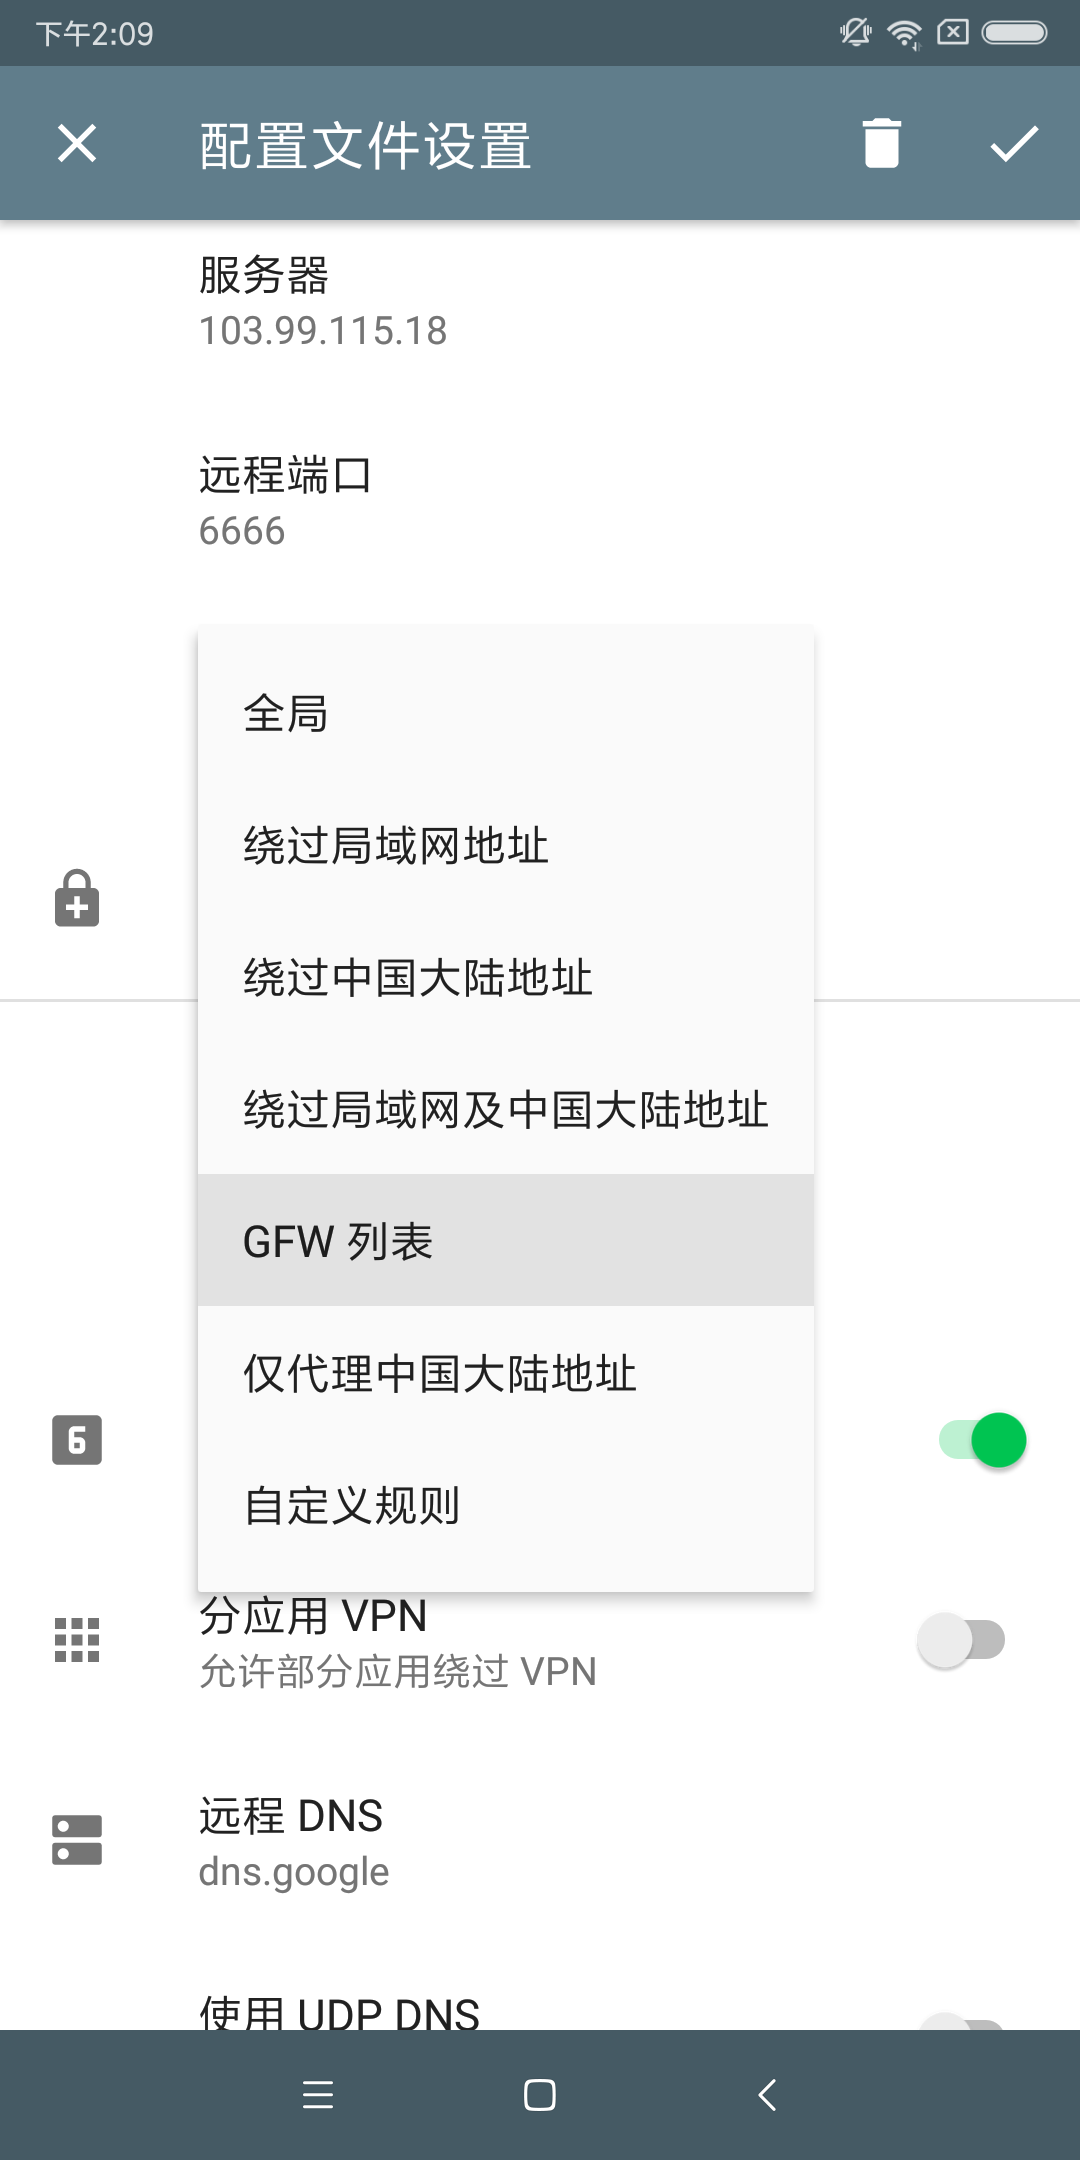 下午2:09
配置文件设置
服务器
103.99.115.18
远程端口
6666
全局
绕过局域网地址
绕过中国大陆地址
绕过局域网及中国大陆地址
GFW 列表
仅代理中国大陆地址
自定义规则
6
分应用 VPN
允许部分应用绕过 VPN
远程 DNS
dns.google
使用 UDP DNS